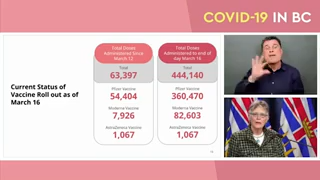 COVID-19 IN BC
Total Doses
Administered Since
March 12
Total Doses
Administered to end of
day March 16
Total
63,397
Total
444,140
Current Status of
Vaccine Roll out as of
March 16
Pfizer Vaccine
54,404
Pfizer Vaccine
360,470
Moderna Vaccine
7,926
Moderna Vaccine
82,603
AstraZeneca Vaccine
1,067
AstraZeneca Vaccine
1,067